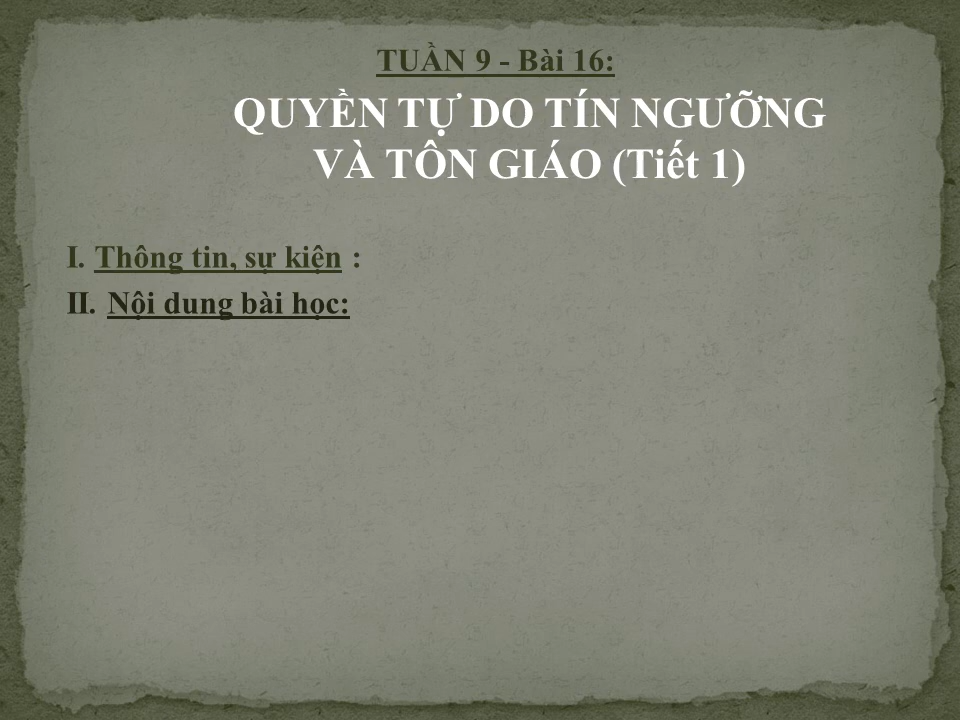 TUẦN 9 - Bài 16:
QUYỀN TỰ DO TÍN NGƯỠNG
VÀ TÔN GIÁO (Tiết 1)
I. Thông tin, sự kiện :
II. Nội dung bài học: